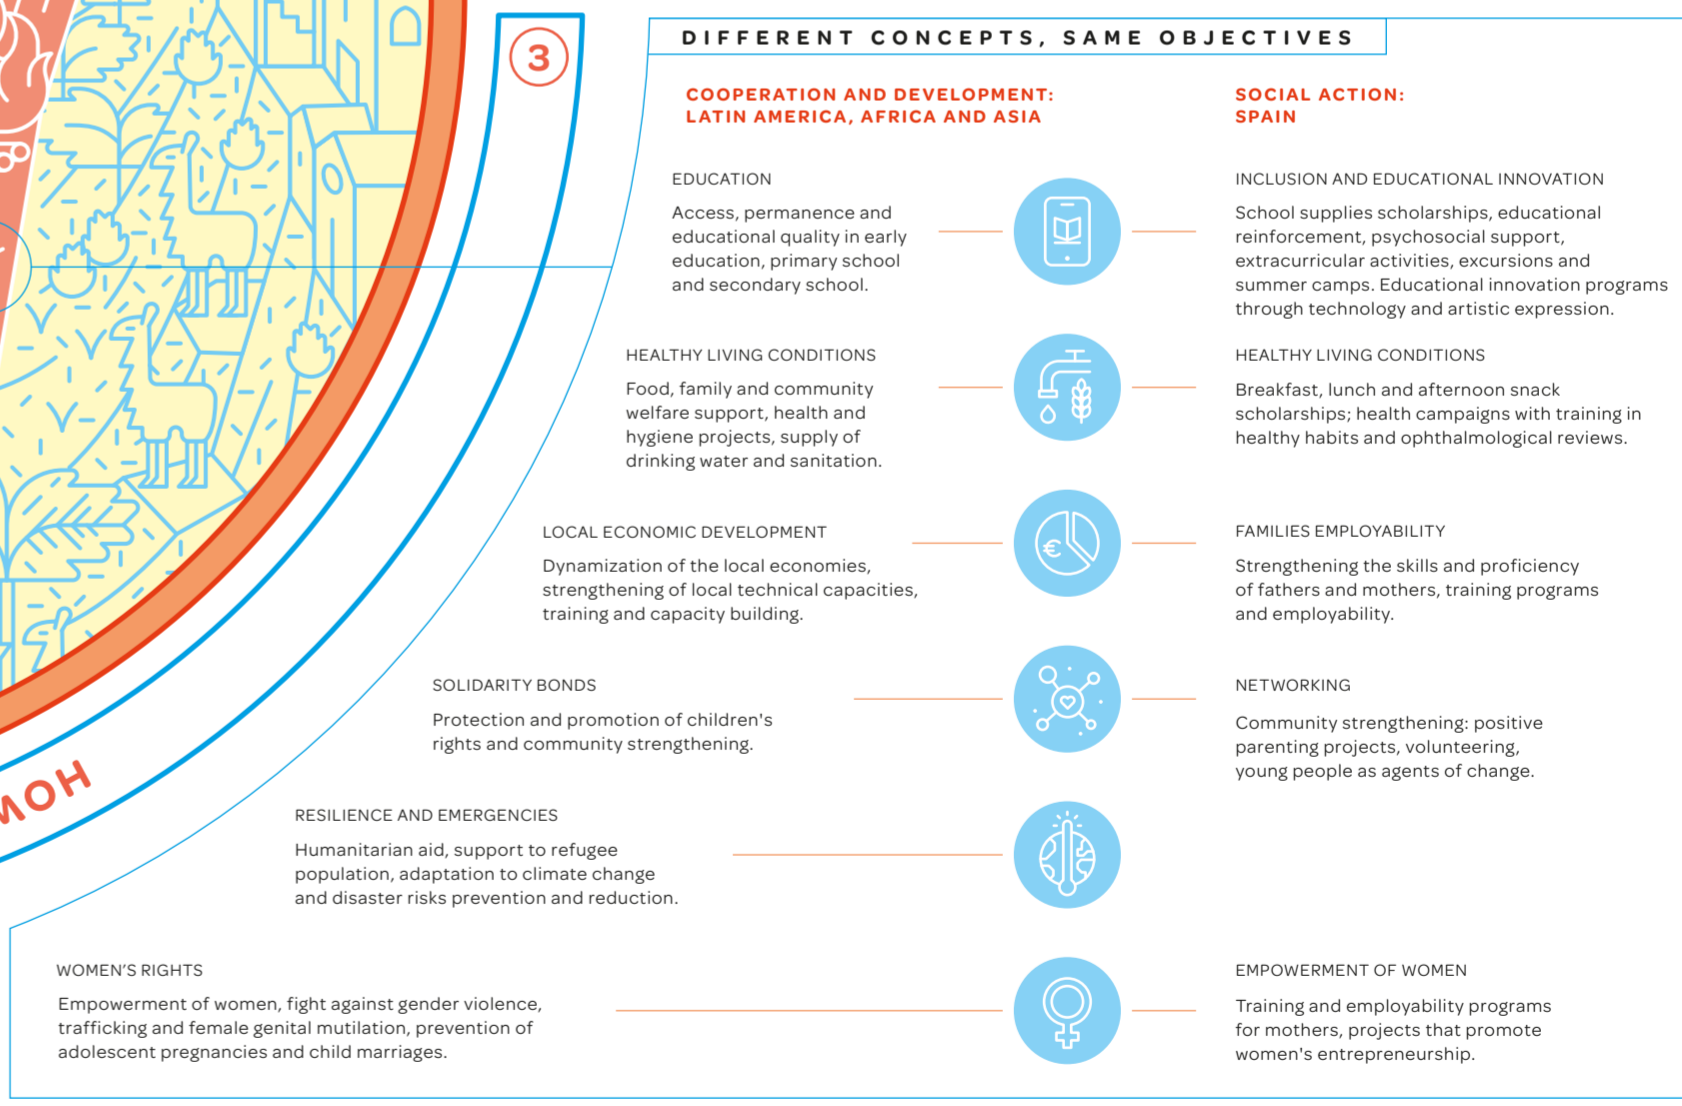 3
DIFFERENT CONCEPTS, SAME OBJECTIVES
COOPERATION AND DEVELOPMENT:
LATIN AMERICA, AFRICA AND ASIA
SOCIAL ACTION:
SPAIN
EDUCATION
Access, permanence and
educational quality in early
education, primary school
and secondary school.
INCLUSION AND EDUCATIONAL INNOVATION
School supplies scholarships, educational
reinforcement, psychosocial support,
extracurricular activities, excursions and
summer camps. Educational innovation programs
through technology and artistic expression.
HEALTHY LIVING CONDITIONS
Food, family and community
welfare support, health and
hygiene projects, supply of
drinking water and sanitation.
HEALTHY LIVING CONDITIONS
Breakfast, lunch and afternoon snack
scholarships; health campaigns with training in
healthy habits and ophthalmological reviews.
LOCAL ECONOMIC DEVELOPMENT
Dynamization of the local economies,
strengthening of local technical capacities,
training and capacity building.
€
FAMILIES EMPLOYABILITY
Strengthening the skills and proficiency
of fathers and mothers, training programs
and employability.
SOLIDARITY BONDS
Protection and promotion of children's
rights and community strengthening.
NETWORKING
Community strengthening: positive
parenting projects, volunteering,
young people as agents of change.
HOW
RESILIENCE AND EMERGENCIES
Humanitarian aid, support to refugee
population, adaptation to climate change
and disaster risks prevention and reduction.
WOMEN’S RIGHTS
Empowerment of women, fight against gender violence,
trafficking and female genital mutilation, prevention of
adolescent pregnancies and child marriages.
EMPOWERMENT OF WOMEN
Training and employability programs
for mothers, projects that promote
women's entrepreneurship.